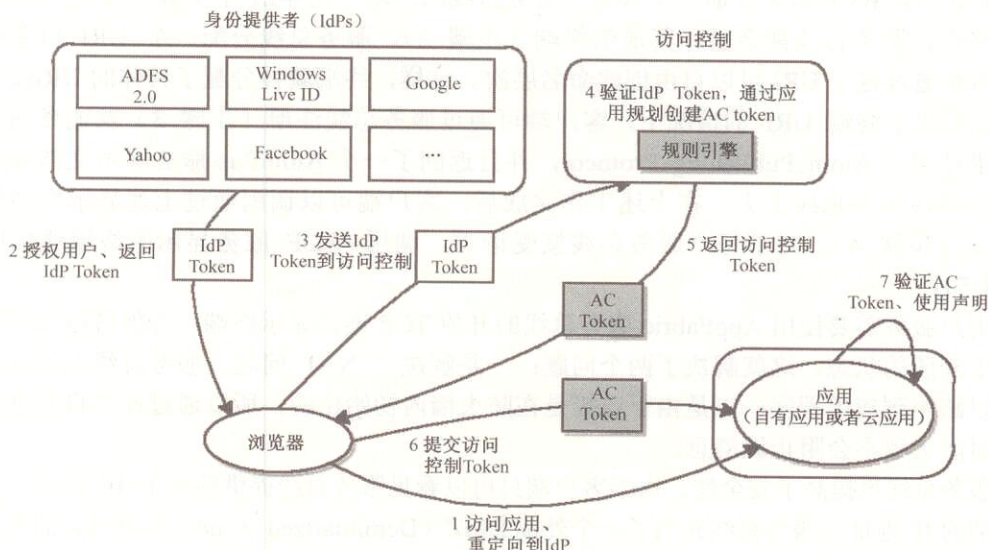 身份提供者(IdPs)
ADFS
2.0
Windows
Live ID
Google
Yahoo
Facebook
…
访问控制
4 验证IdP Token,通过应
用规划创建AC token
规则引擎
2 授权用户、返回
IdP Token
IdP
Token
3 发送IdP
Token到访问控制
IdP
Token
5 返回访问控制
Token
AC
Token
7 验证AC
Token、使用声明
AC
Token
应用
(自有应用或者云应用)
浏览器
6 提交访问
控制Token
1 访问应用、
重定向到IdP